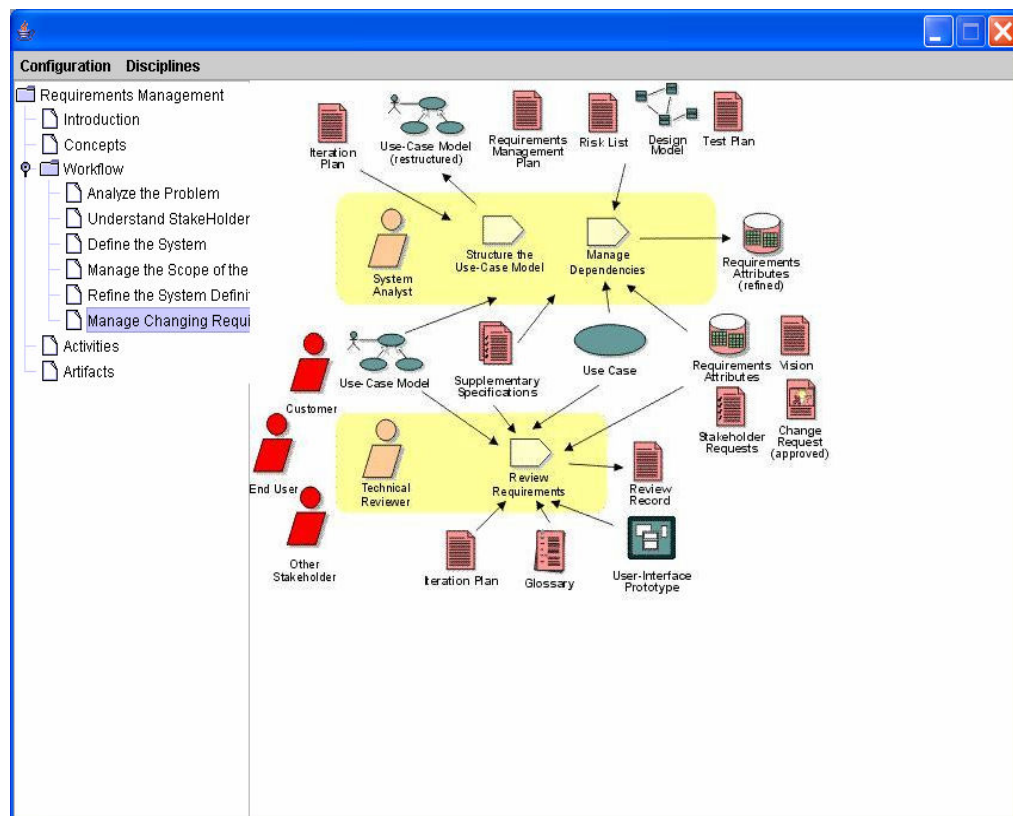 Configuration Disciplines
Requirements Management
Introduction
Concepts
Workflow
Analyze the Problem
Understand StakeHolder
Define the System
Manage the Scope of the
Refine the System Defini
Manage Changing Requi
Activities
Artifacts
Iteration
Plan
Use-Case Model
(restructured)
Requirements
Management
Plan
Risk List
Design
Model
Test Plan
System
Analyst
Structure the
Use-Case Model
Manage
Dependencies
Requirements
Attributes
(refined)
Customer
Use-Case Model
Supplementary
Specifications
Use Case
Requirements
Attributes
Vision
Stakeholder
Requests
Change
Request
(approved)
End User
Technical
Reviewer
Review
Requirements
Review
Record
Other
Stakeholder
Iteration Plan
Glossary
User-Interface
Prototype